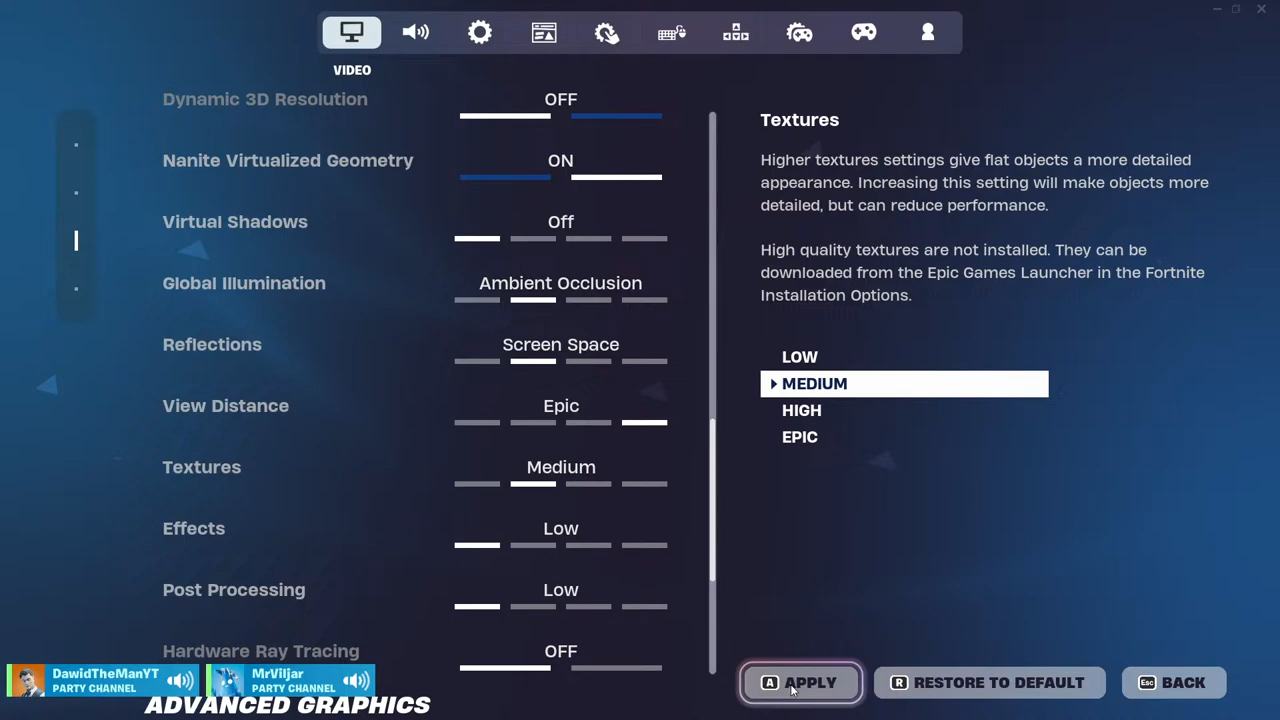 VIDEO
Dynamic 3D Resolution OFF
Nanite Virtualized Geometry ON
Virtual Shadows Off
Global Illumination Ambient Occlusion
Reflections Screen Space
View Distance Epic
Textures Medium
Effects Low
Post Processing Low
Hardware Ray Tracing OFF
Textures
Higher textures settings give flat objects a more detailed
appearance. Increasing this setting will make objects more
detailed, but can reduce performance.
High quality textures are not installed. They can be
downloaded from the Epic Games Launcher in the Fortnite
Installation Options.
LOW
MEDIUM
HIGH
EPIC
DawidTheManYT
PARTY CHANNEL
MrViljar
PARTY CHANNEL
ADVANCED GRAPHICS
A APPLY
R RESTORE TO DEFAULT
Esc BACK